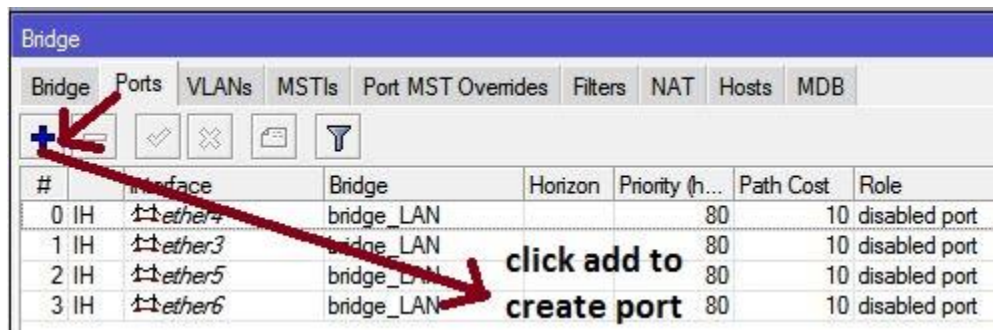 Bridge
Bridge Ports VLANs MSTIs Port MST Overrides Filters NAT Hosts MDB
# Interface Bridge Horizon Priority (h... Path Cost Role
0 IH ether4 bridge_LAN 80 10 disabled port
1 IH ether3 bridge_LAN 80 10 disabled port
2 IH ether5 bridge_LAN 80 10 disabled port
3 IH ether6 bridge_LAN 80 10 disabled port
click add to
create port